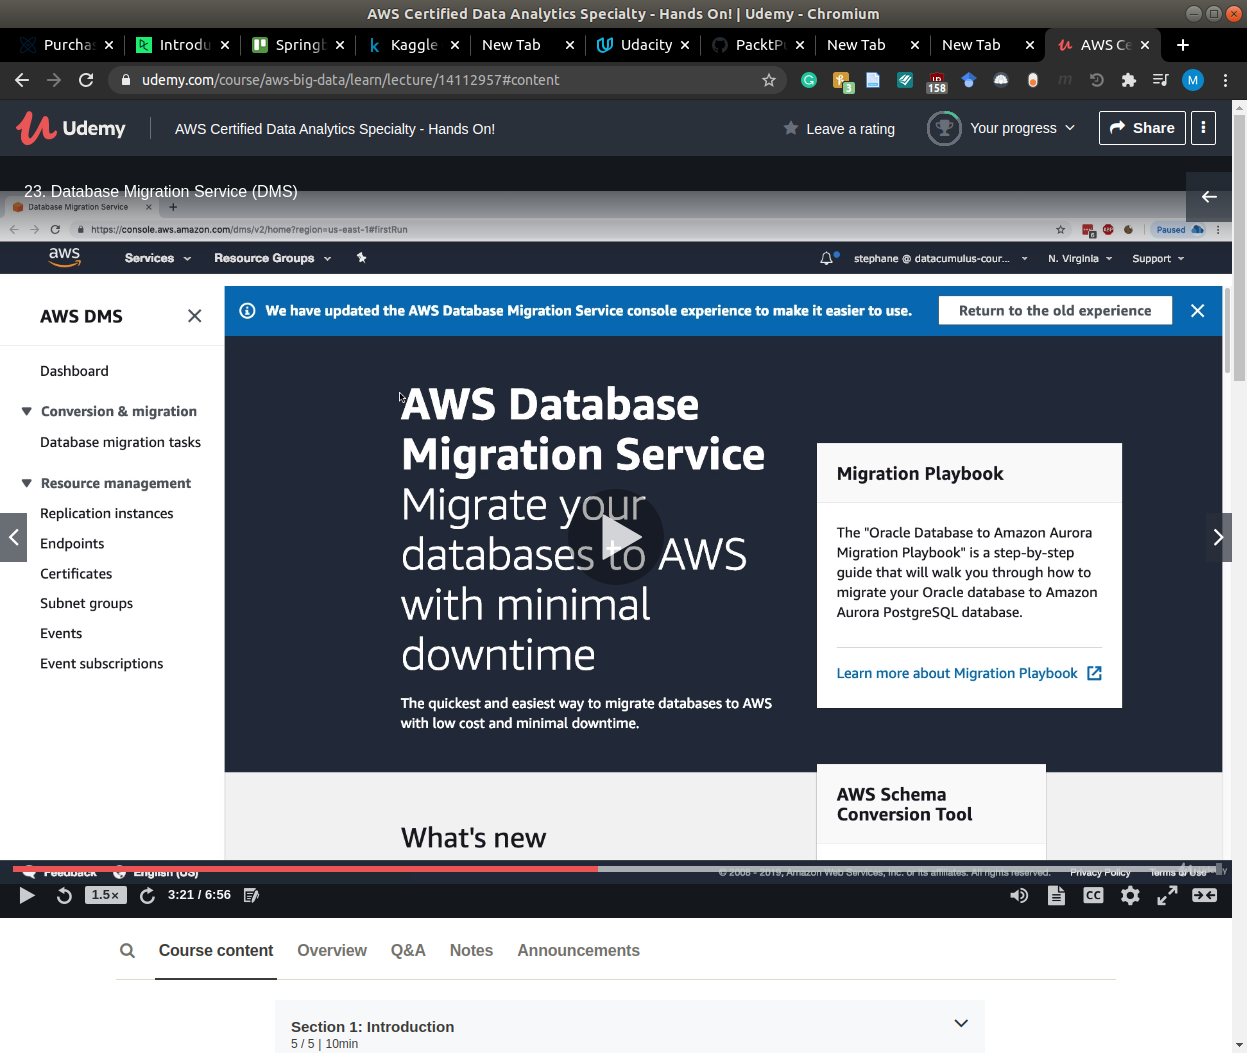 AWS Certified Data Analytics Specialty - Hands On! | Udemy - Chromium
Purchas
Introdu
Springb
Kaggle
New Tab
Udacity
PacktPu
New Tab
New Tab
AWS Ce
udemy.com/course/aws-big-data/learn/lecture/14112957#content
3
158
M
Udemy
AWS Certified Data Analytics Specialty - Hands On!
Leave a rating
Your progress
Share
23. Database Migration Service (DMS)
Database Migration Service
https://console.aws.amazon.com/dms/v2/home?region=us-east-1#firstRun
Paused
aws
Services
Resource Groups
stephane @ datacumulus-cour...
N. Virginia
Support
AWS DMS
We have updated the AWS Database Migration Service console experience to make it easier to use.
Return to the old experience
Dashboard
Conversion & migration
Database migration tasks
Resource management
Replication instances
Endpoints
Certificates
Subnet groups
Events
Event subscriptions
AWS Database
Migration Service
Migrate your
databases to AWS
with minimal
downtime
The quickest and easiest way to migrate databases to AWS
with low cost and minimal downtime.
Migration Playbook
The "Oracle Database to Amazon Aurora
Migration Playbook" is a step-by-step
guide that will walk you through how to
migrate your Oracle database to Amazon
Aurora PostgreSQL database.
Learn more about Migration Playbook
AWS Schema
Conversion Tool
What's new
Feedback
English (US)
© 2008 - 2019, Amazon Web Services, Inc. or its affiliates. All rights reserved.
Privacy Policy
Terms of Use
1.5×
3:21 / 6:56
CC
Course content
Overview
Q&A
Notes
Announcements
Section 1: Introduction
5 / 5 | 10min